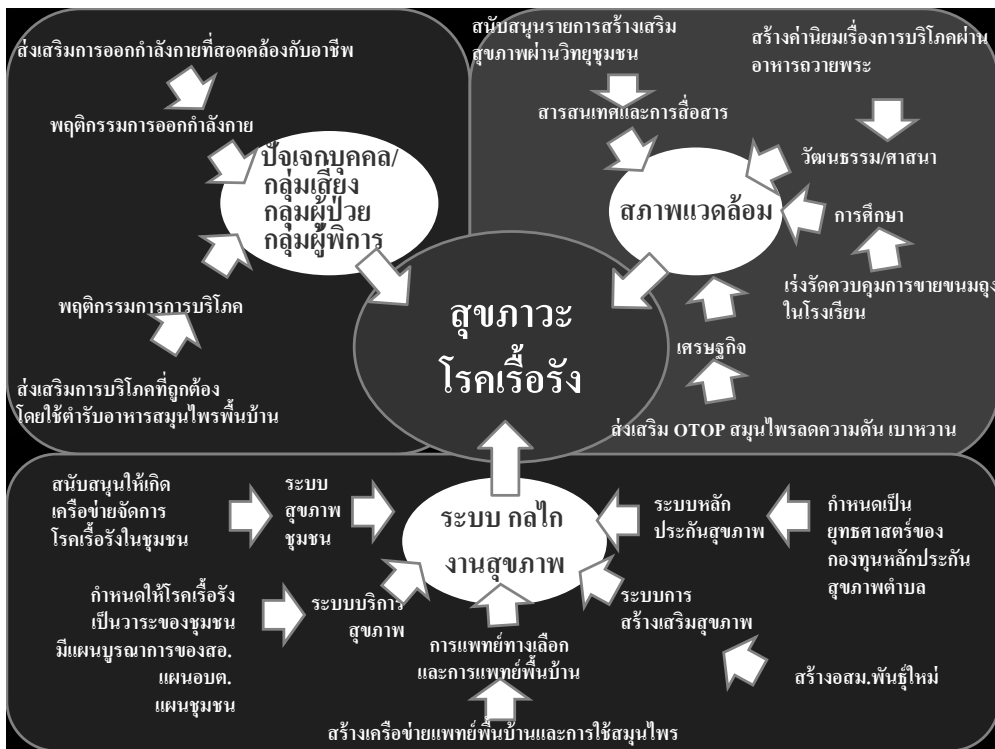 ส่งเสริมการออกกำลังกายที่สอดคล้องกับอาชีพ
พฤติกรรมการออกกำลังกาย
ปัจเจกบุคคล/
กลุ่มเสี่ยง
กลุ่มผู้ป่วย
กลุ่มผู้พิการ
พฤติกรรมการการบริโภค
ส่งเสริมการบริโภคที่ถูกต้อง
โดยใช้ตำรับอาหารสมุนไพรพื้นบ้าน
สนับสนุนรายการสร้างเสริม
สุขภาพผ่านวิทยุชุมชน
สารสนเทศและการสื่อสาร
สร้างค่านิยมเรื่องการบริโภคผ่าน
อาหารถวายพระ
วัฒนธรรม/ศาสนา
สภาพแวดล้อม
การศึกษา
เร่งรัดควบคุมการขายขนมถุง
ในโรงเรียน
เศรษฐกิจ
ส่งเสริม OTOP สมุนไพรลดความดัน เบาหวาน
สุขภาวะ
โรคเรื้อรัง
สนับสนุนให้เกิด
เครือข่ายจัดการ
โรคเรื้อรังในชุมชน
ระบบ
สุขภาพ
ชุมชน
ระบบ กลไก
งานสุขภาพ
ระบบหลัก
ประกันสุขภาพ
กำหนดเป็น
ยุทธศาสตร์ของ
กองทุนหลักประกัน
สุขภาพตำบล
กำหนดให้โรคเรื้อรัง
เป็นวาระของชุมชน
มีแผนบูรณาการของสอ.
แผนอบต.
แผนชุมชน
ระบบบริการ
สุขภาพ
การแพทย์ทางเลือก
และการแพทย์พื้นบ้าน
ระบบการ
สร้างเสริมสุขภาพ
สร้างอสม.พันธุ์ใหม่
สร้างเครือข่ายแพทย์พื้นบ้านและการใช้สมุนไพร